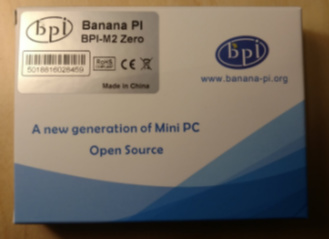 bpi
Banana PI
BPI-M2 Zero
RoHS
CE
Made in China
bpi
www.banana-pi.org
A new generation of Mini PC
Open Source